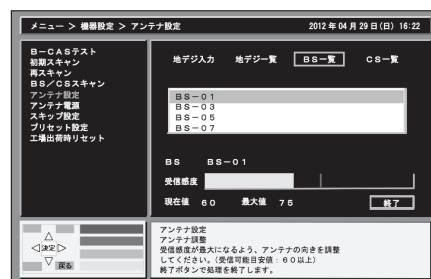 メニュー ＞ 機器設定 ＞ アンテナ設定
2012 年 04 月 29 日（日） 16：22
Ｂ－ＣＡＳテスト
初期スキャン
再スキャン
ＢＳ／ＣＳスキャン
アンテナ設定
アンテナ電源
スキップ設定
プリセット設定
工場出荷時リセット
地デジ入力 地デジ一覧 ＢＳ一覧 ＣＳ一覧
ＢＳ－０１
ＢＳ－０３
ＢＳ－０５
ＢＳ－０７
ＢＳ ＢＳ－０１
受信感度
現在値 ６０ 最大値 ７５
終了
決定
戻る
アンテナ設定
アンテナ調整
受信感度が最大になるよう、アンテナの向きを調整
してください。（受信可能目安値：６０以上）
終了ボタンで処理を終了します。